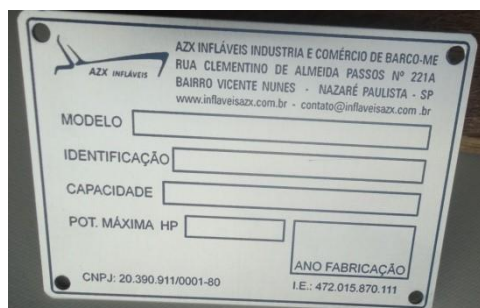 AZX INFLÁVEIS
AZX INFLÁVEIS INDUSTRIA E COMÉRCIO DE BARCO-ME
RUA CLEMENTINO DE ALMEIDA PASSOS Nº 221A
BAIRRO VICENTE NUNES - NAZARÉ PAULISTA - SP
www.inflaveisazx.com.br - contato@inflaveisazx.com.br
MODELO
IDENTIFICAÇÃO
CAPACIDADE
POT. MÁXIMA HP
ANO FABRICAÇÃO
CNPJ: 20.390.911/0001-80
I.E.: 472.015.870.111